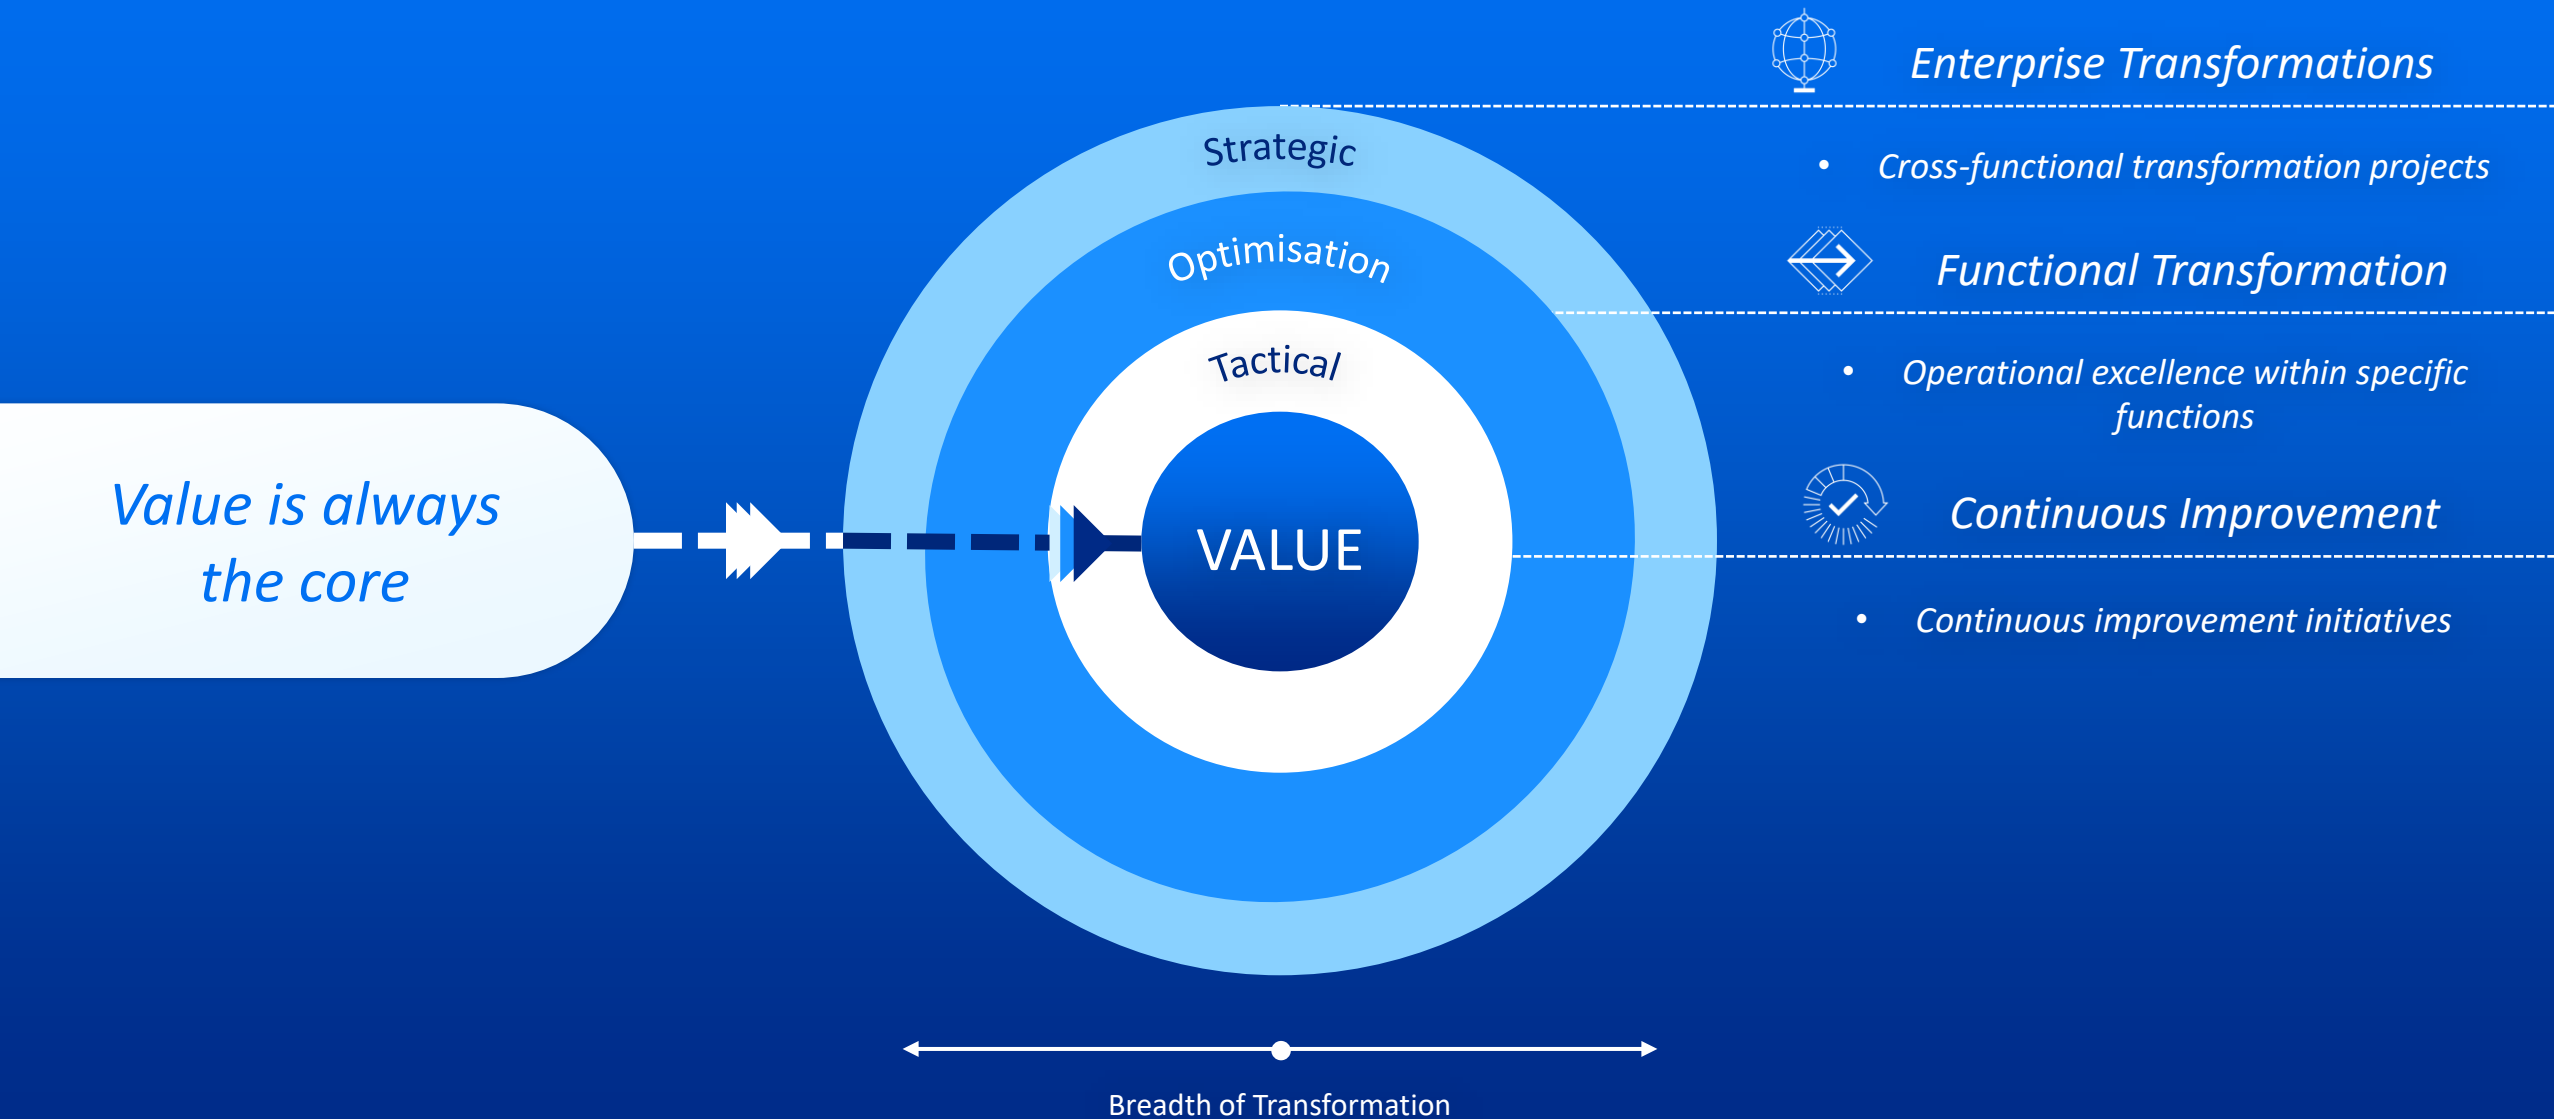 Value is always
the core
Strategic
Optimisation
Tactical
VALUE
Enterprise Transformations
• Cross-functional transformation projects
Functional Transformation
• Operational excellence within specific
functions
Continuous Improvement
• Continuous improvement initiatives
Breadth of Transformation